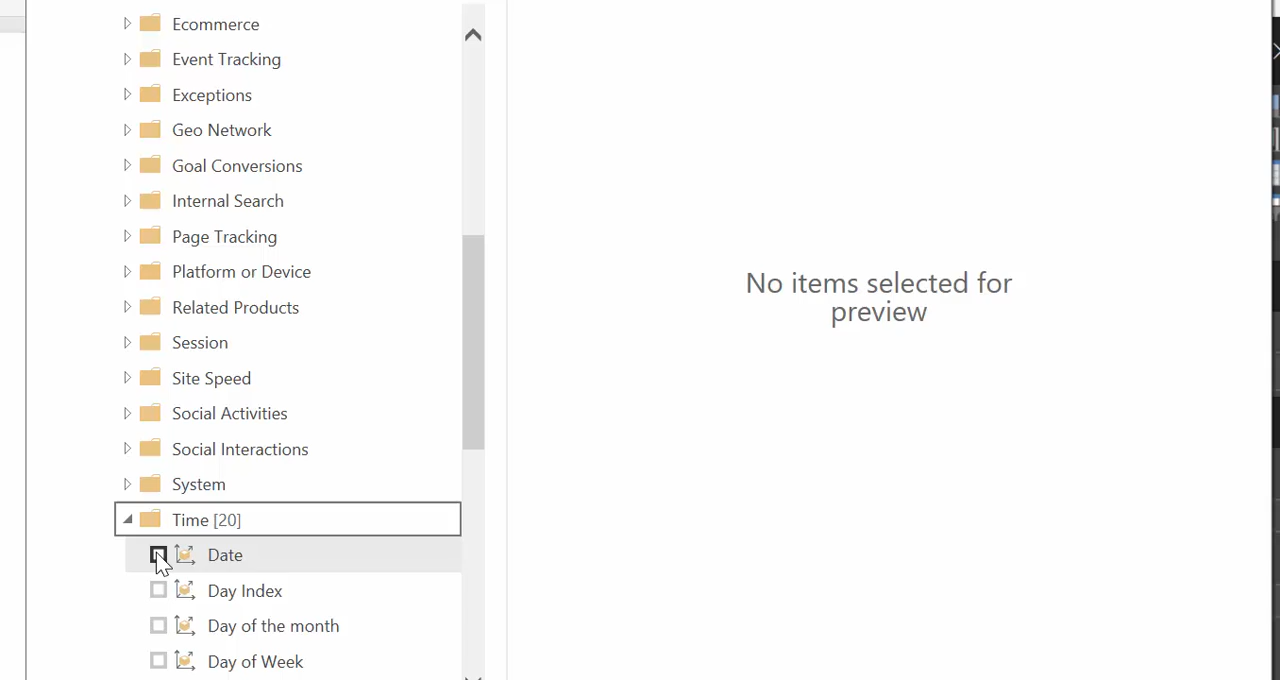 Ecommerce
Event Tracking
Exceptions
Geo Network
Goal Conversions
Internal Search
Page Tracking
Platform or Device
Related Products
Session
Site Speed
Social Activities
Social Interactions
System
Time [20]
Date
Day Index
Day of the month
Day of Week
No items selected for
preview